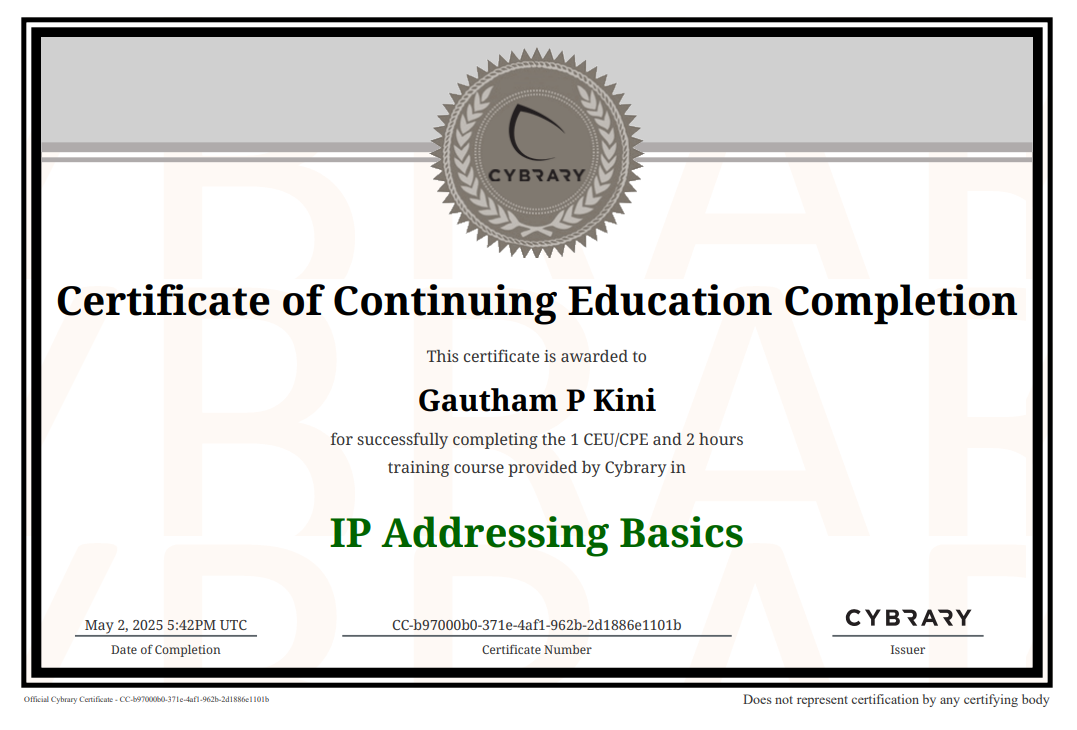 CYBRARY
Certificate of Continuing Education Completion
This certificate is awarded to
Gautham P Kini
for successfully completing the 1 CEU/CPE and 2 hours
training course provided by Cybrary in
IP Addressing Basics
May 2, 2025 5:42PM UTC
Date of Completion
CC-b97000b0-371e-4af1-962b-2d1886e1101b
Certificate Number
CYBRARY
Issuer
Official Cybrary Certificate - CC-b97000b0-371e-4af1-962b-2d1886e1101b
Does not represent certification by any certifying body